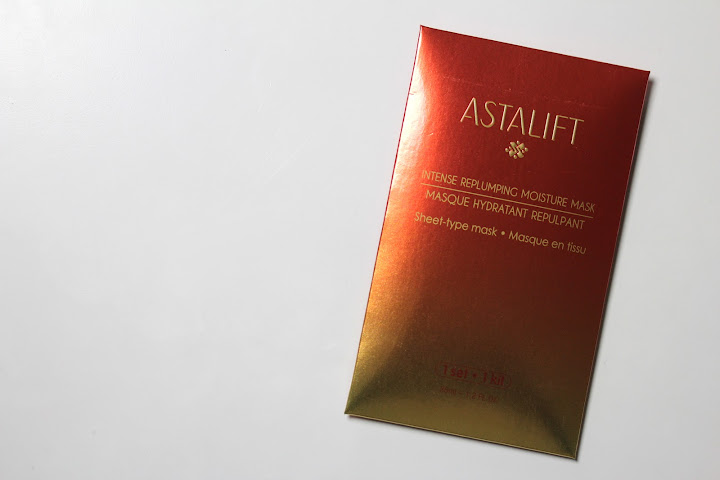 ASTALIFT
INTENSE REPLUMPING MOISTURE MASK
MASQUE HYDRATANT REPULPANT
Sheet-type mask • Masque en tissu
1 set • 1 kit